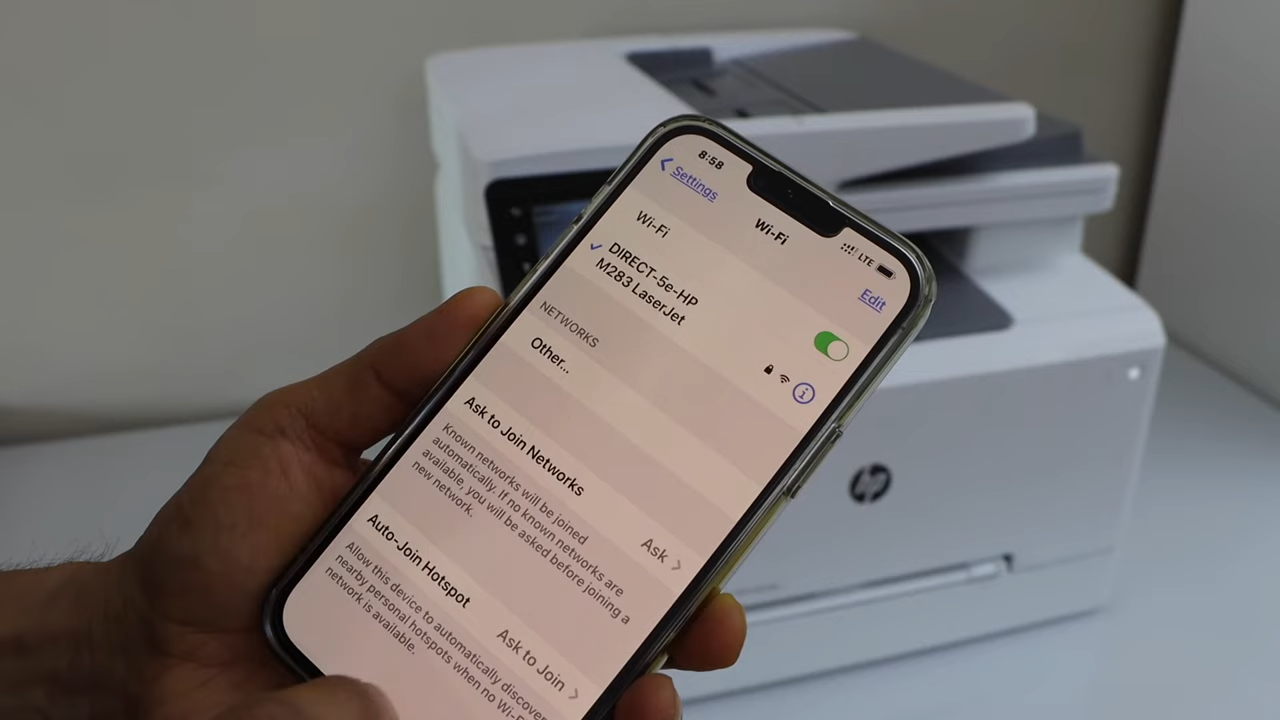 8:58
LTE
Settings
Wi-Fi
Edit
Wi-Fi
DIRECT-5e-HP
M283 LaserJet
NETWORKS
Other...
Ask to Join Networks
Ask
Known networks will be joined
automatically. If no known networks are
available, you will be asked before joining a
new network.
Auto-Join Hotspot
Ask to Join
Allow this device to automatically discover
nearby personal hotspots when no Wi-Fi
network is available.
hp